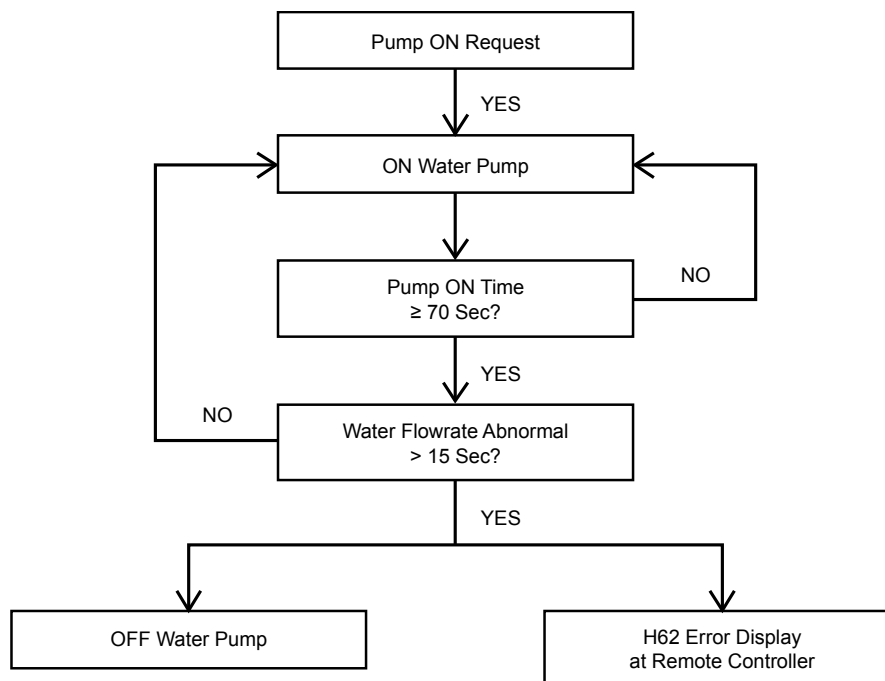 Pump ON Request
YES
ON Water Pump
Pump ON Time
≥ 70 Sec?
NO
YES
NO
Water Flowrate Abnormal
> 15 Sec?
YES
OFF Water Pump
H62 Error Display
at Remote Controller